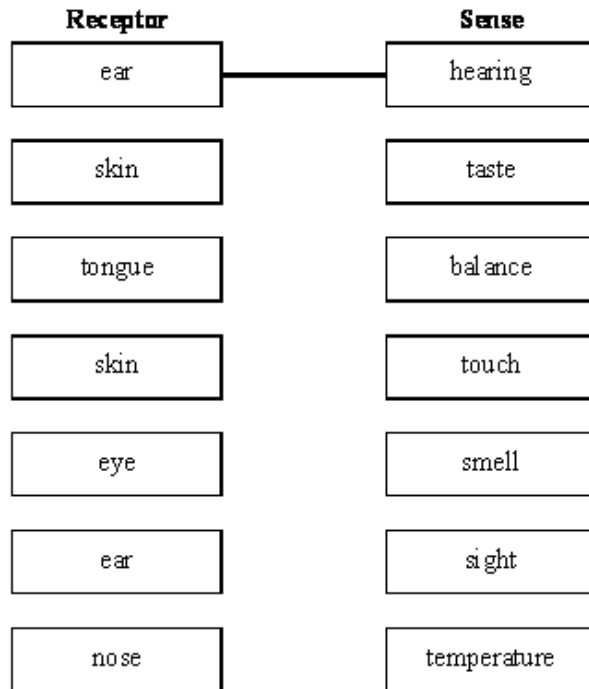 Receptor Sense
ear hearing
skin taste
tongue balance
skin touch
eye smell
ear sight
nose temperature